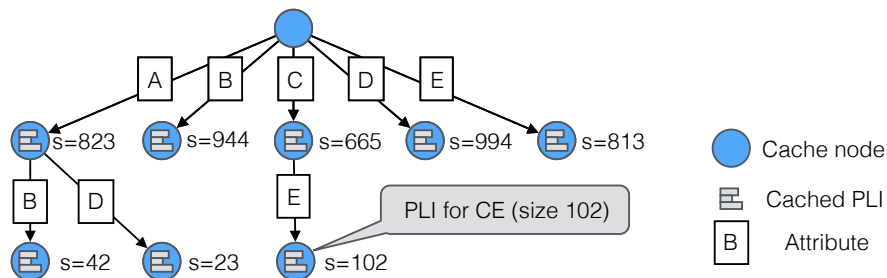 A B C D E
s=823 s=944 s=665 s=994 s=813
Cache node
B D E
PLI for CE (size 102)
Cached PLI
B Attribute
s=42 s=23 s=102